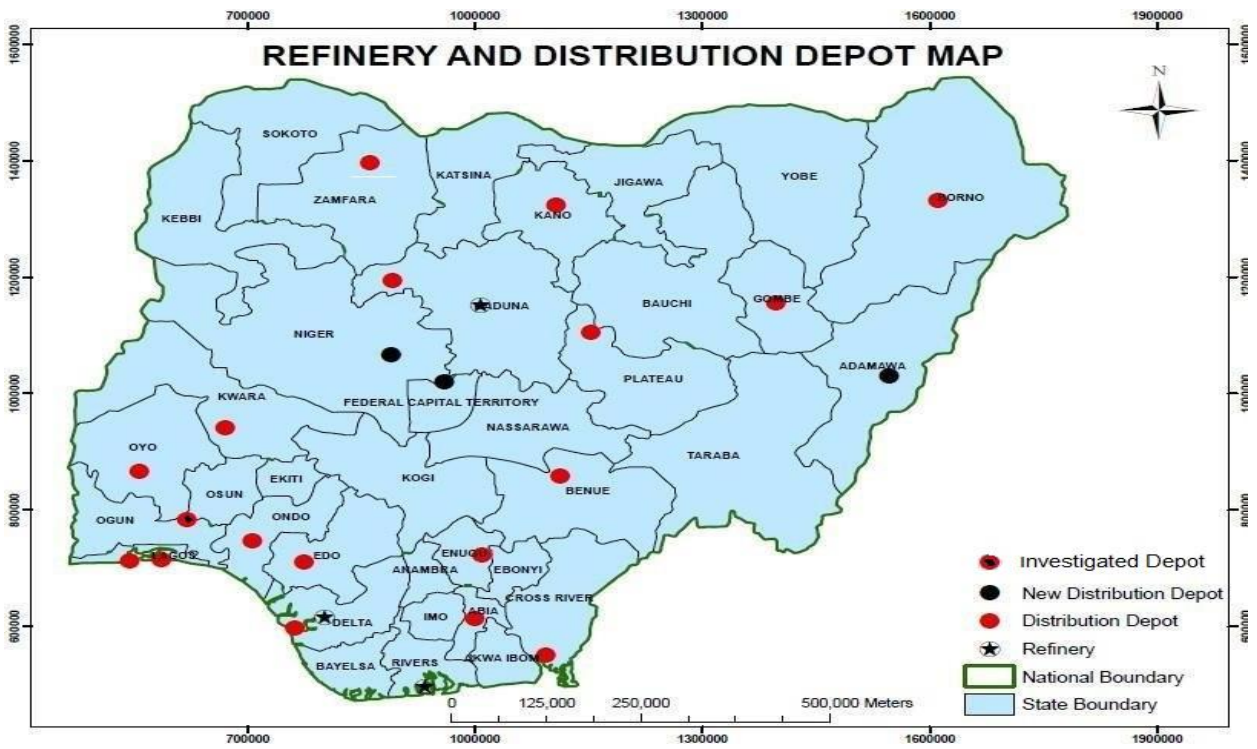 700000 1000000 1300000 1600000 1900000
REFINERY AND DISTRIBUTION DEPOT MAP
N
1600000 1600000
SOKOTO
1400000 1400000
KATSINA
YOBE
JIGAWA
ZAMFARA
BORNO
KANO
KEBBI
1200000 1200000
GOMBE
BAUCHI
ADUNA
NIGER
ADAMAWA
PLATEAU
1000000 1000000
KWARA
FEDERAL CAPITAL TERRITORY
NASSARAWA
OYO
TARABA
KOGI
EKITI
OSUN
BENUE
800000 800000
OGUN
ONDO
LAGOS
EDO
ENUGU
ANAMBRA
EBONYI
CROSS RIVER
ABIA
IMO
DELTA
600000 600000
AKWA IBOM
RIVERS
BAYELSA
Investigated Depot
New Distribution Depot
Distribution Depot
Refinery
National Boundary
State Boundary
0 125,000 250,000 500,000 Meters
700000 1000000 1300000 1600000 1900000